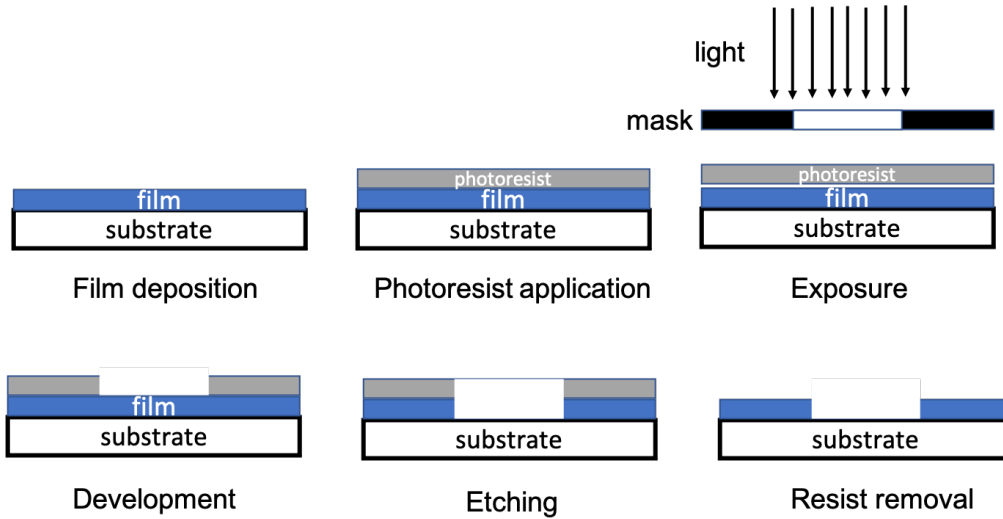 light
mask
film
substrate
Film deposition
photoresist
film
substrate
Photoresist application
photoresist
film
substrate
Exposure
film
substrate
Development
substrate
Etching
substrate
Resist removal